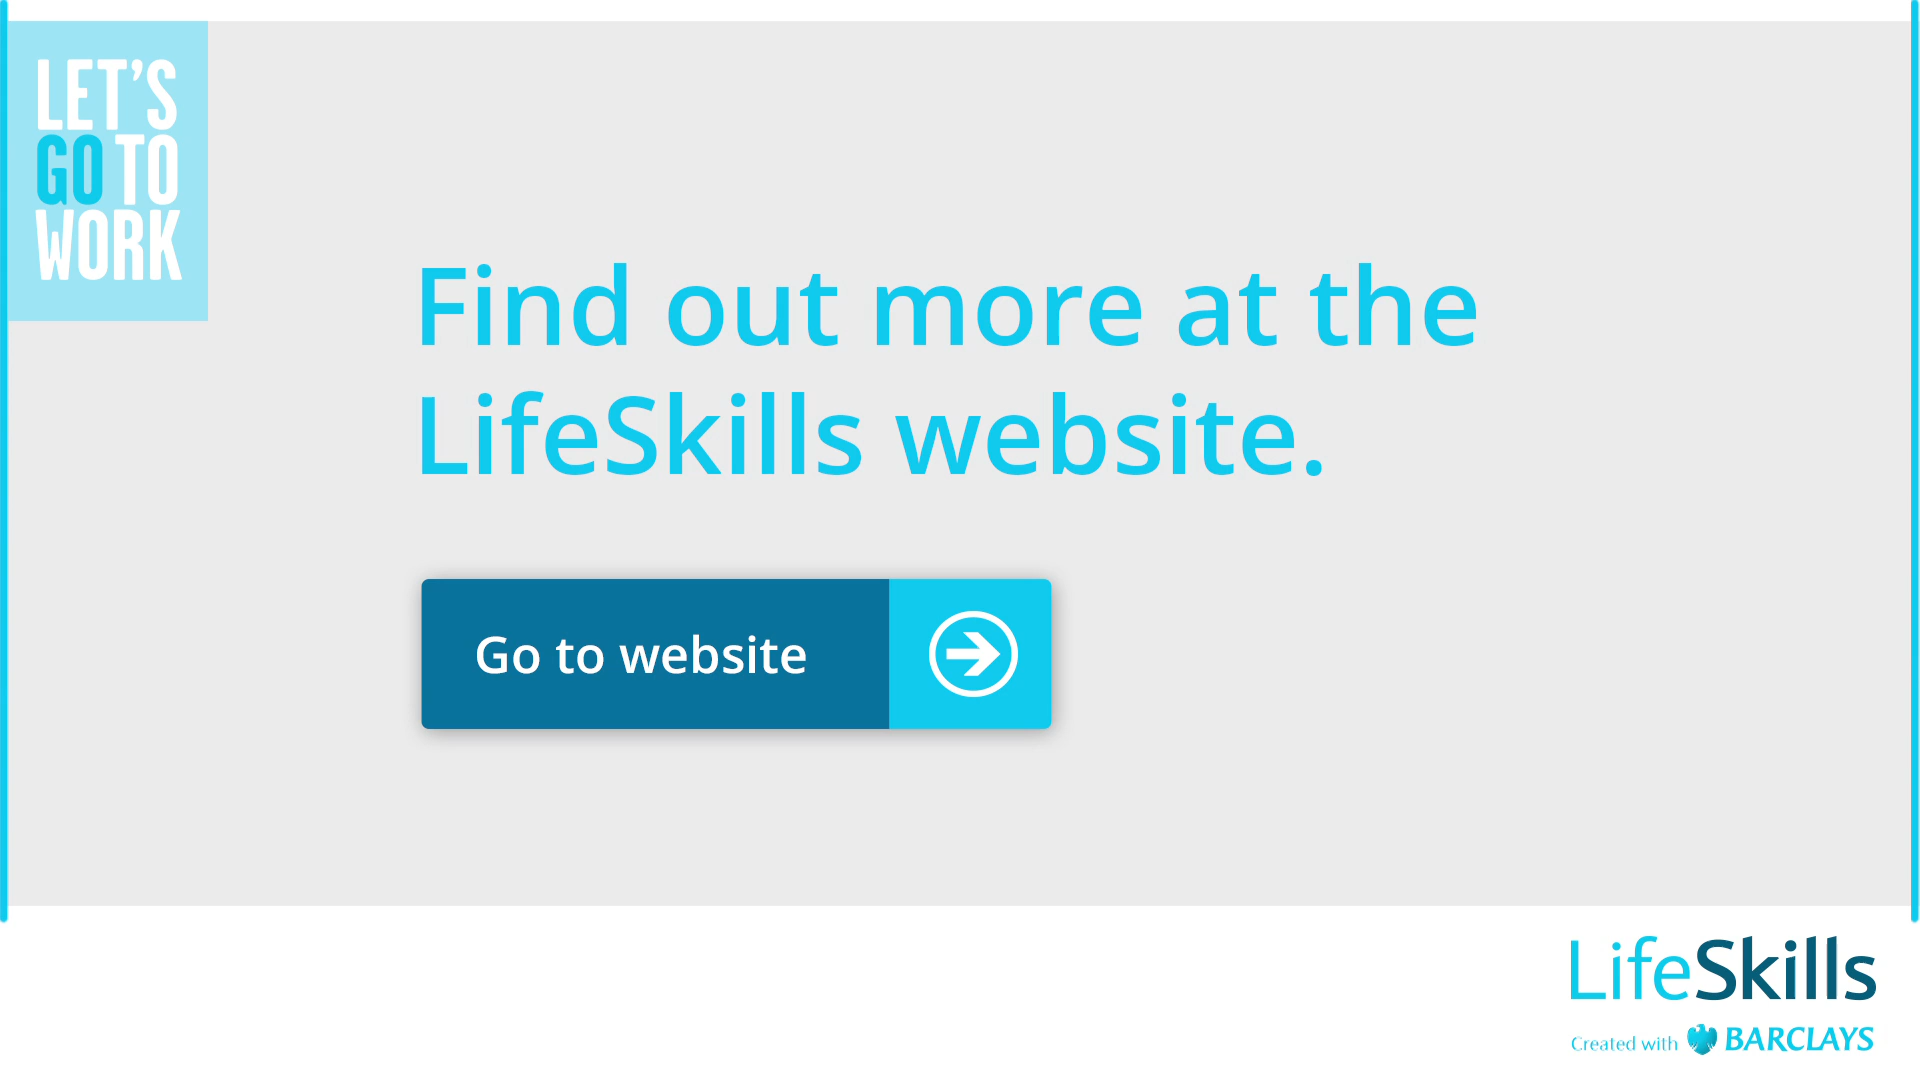 LET'S
GO TO
WORK
Find out more at the
LifeSkills website.
Go to website
LifeSkills
Created with BARCLAYS